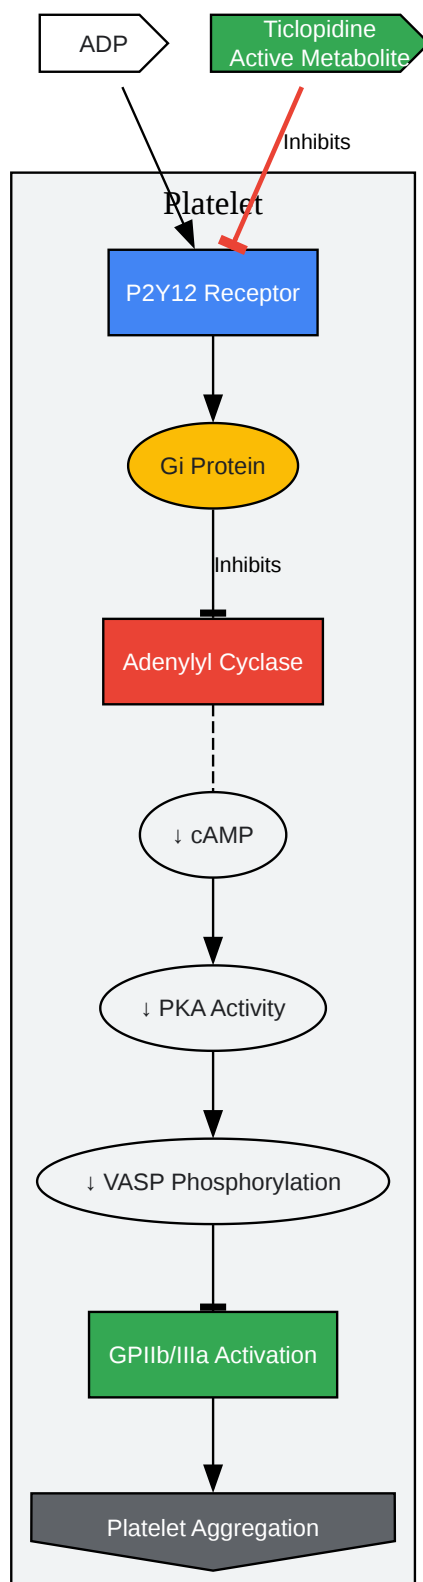 ADP
Ticlopidine
Active Metabolite
Inhibits
Platelet
P2Y12 Receptor
Gi Protein
Inhibits
Adenylyl Cyclase
↓ cAMP
↓ PKA Activity
↓ VASP Phosphorylation
GPIIb/IIIa Activation
Platelet Aggregation